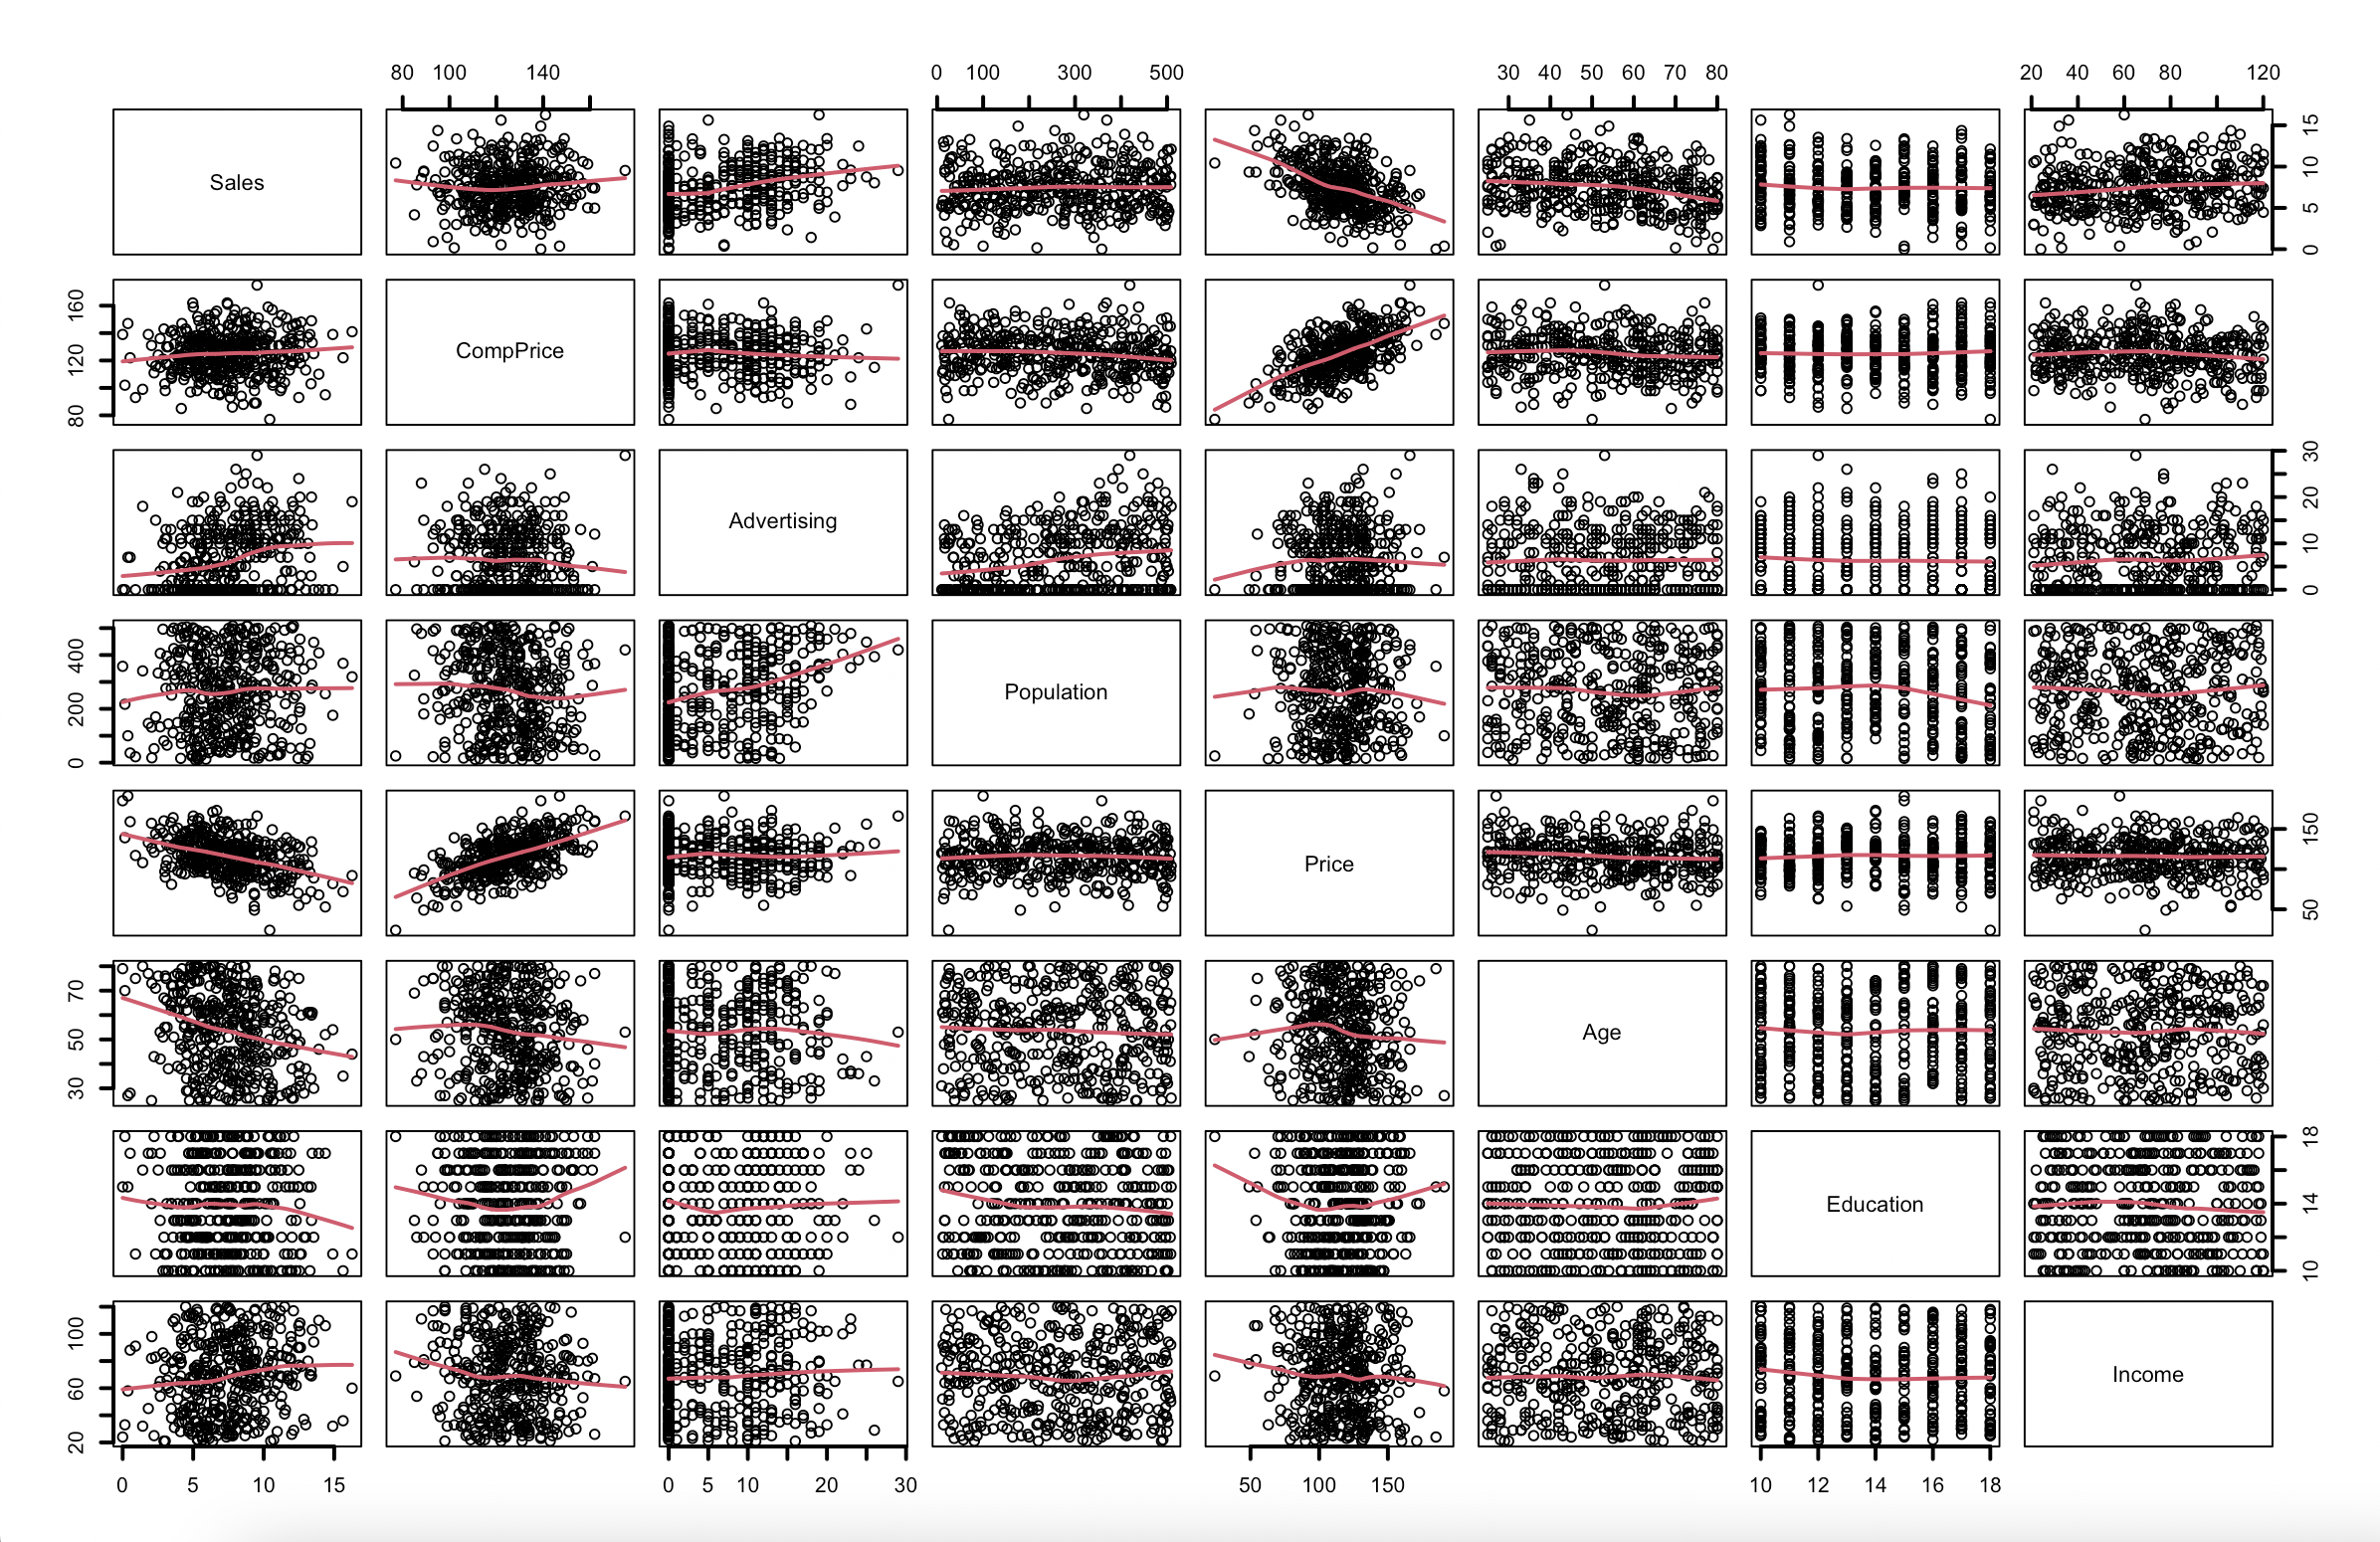 80 100 140 0 100 300 500 30 40 50 60 70 80 20 40 60 80 120
Sales 0 5 10 15
80 120 160 CompPrice
Advertising 0 10 20 30
0 200 400 Population
Price 50 150
30 50 70 Age
Education 10 14 18
20 60 100 Income
0 5 10 15 0 5 10 20 30 50 100 150 10 12 14 16 18